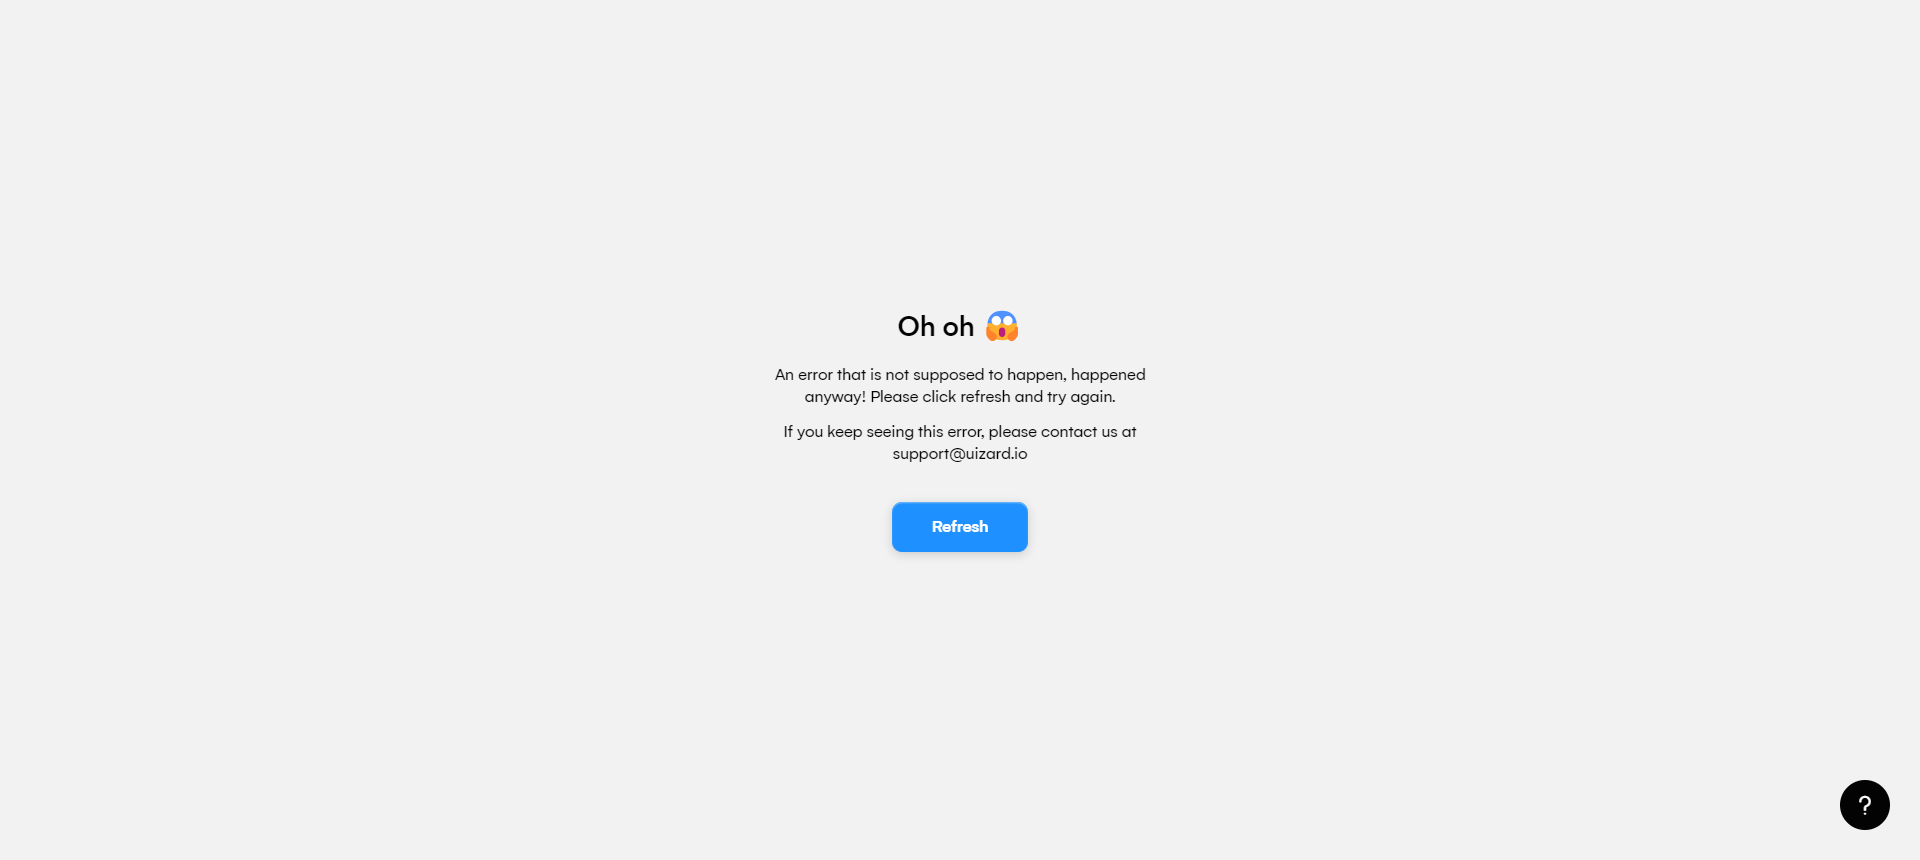 Oh oh 😱
An error that is not supposed to happen, happened
anyway! Please click refresh and try again.
If you keep seeing this error, please contact us at
support@uizard.io
Refresh
?